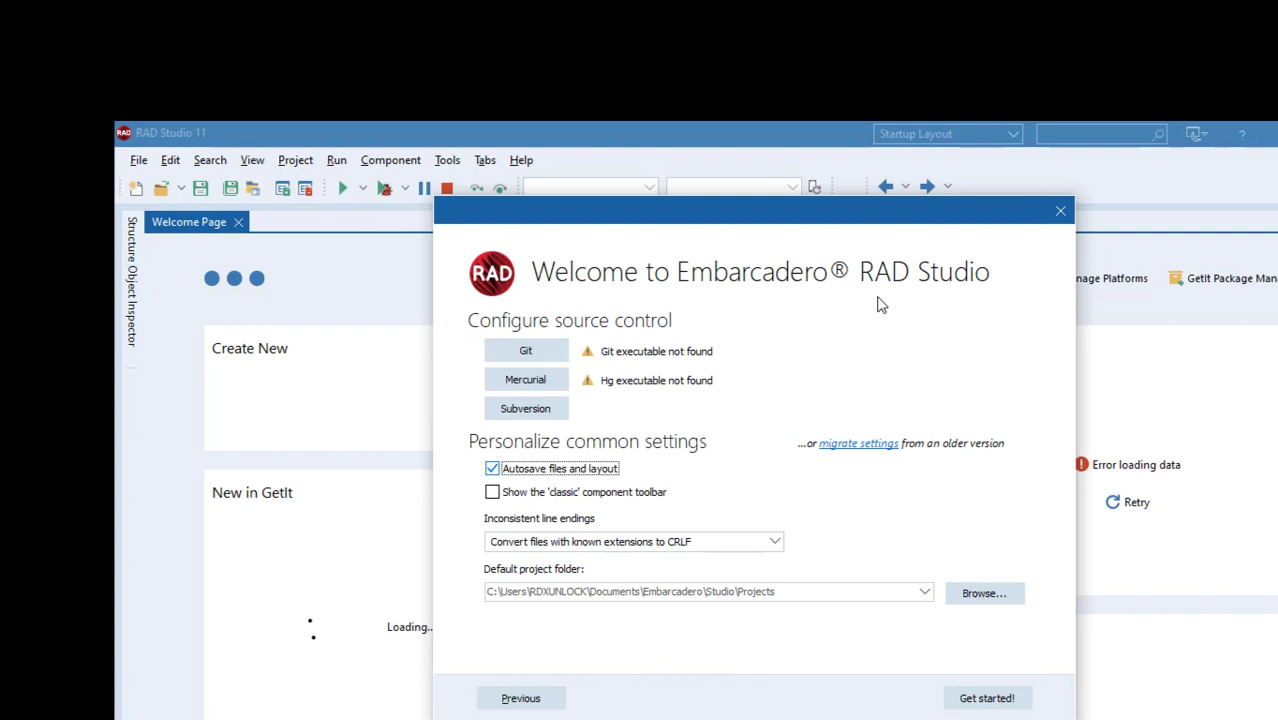 RAD RAD Studio 11
Startup Layout
?
File Edit Search View Project Run Component Tools Tabs Help
Welcome Page
Structure Object Inspector
Create New
New in GetIt
Loading..
nage Platforms
GetIt Package Man
Error loading data
Retry
RAD
Welcome to Embarcadero® RAD Studio
Configure source control
Git
Git executable not found
Mercurial
Hg executable not found
Subversion
Personalize common settings
...or migrate settings from an older version
Autosave files and layout
Show the 'classic' component toolbar
Inconsistent line endings
Convert files with known extensions to CRLF
Default project folder:
C:\Users\RDXUNLOCK\Documents\Embarcadero\Studio\Projects
Browse...
Previous
Get started!